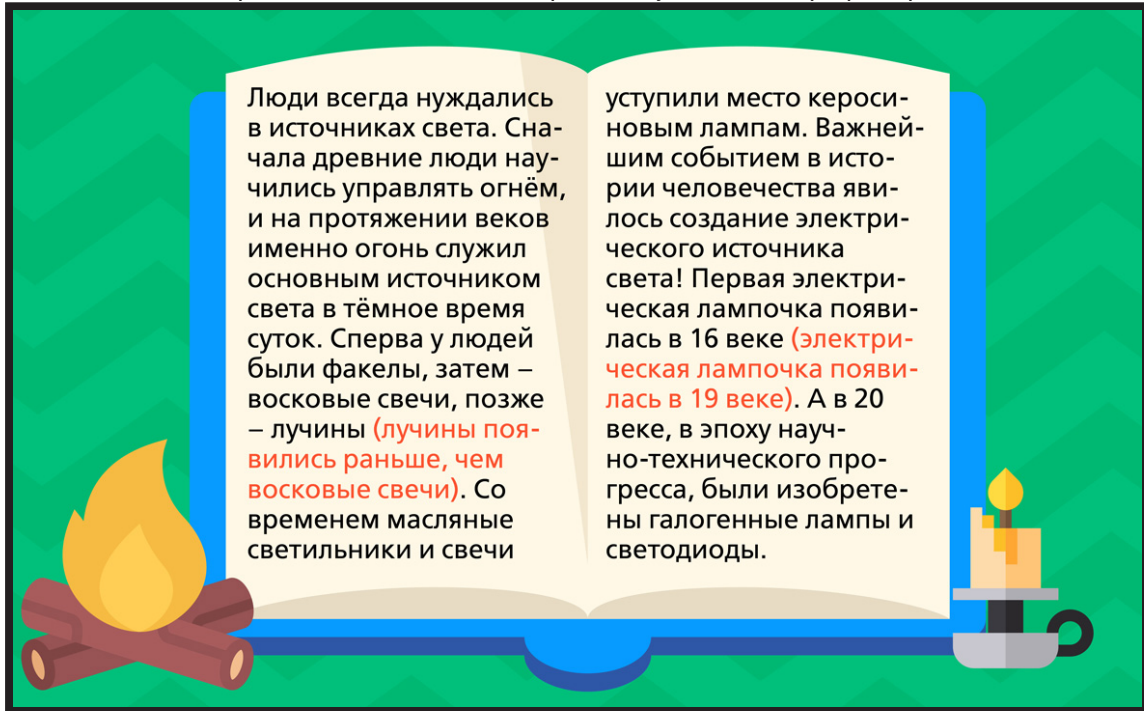 Люди всегда нуждались
в источниках света. Сна-
чала древние люди нау-
чились управлять огнём,
и на протяжении веков
именно огонь служил
основным источником
света в тёмное время
суток. Сперва у людей
были факелы, затем –
восковые свечи, позже
– лучины (лучины поя-
вились раньше, чем
восковые свечи). Со
временем масляные
светильники и свечи
уступили место кероси-
новым лампам. Важней-
шим событием в исто-
рии человечества яви-
лось создание электри-
ческого источника
света! Первая электри-
ческая лампочка появи-
лась в 16 веке (электри-
ческая лампочка появи-
лась в 19 веке). А в 20
веке, в эпоху науч-
но-технического про-
гресса, были изобрете-
ны галогенные лампы и
светодиоды.